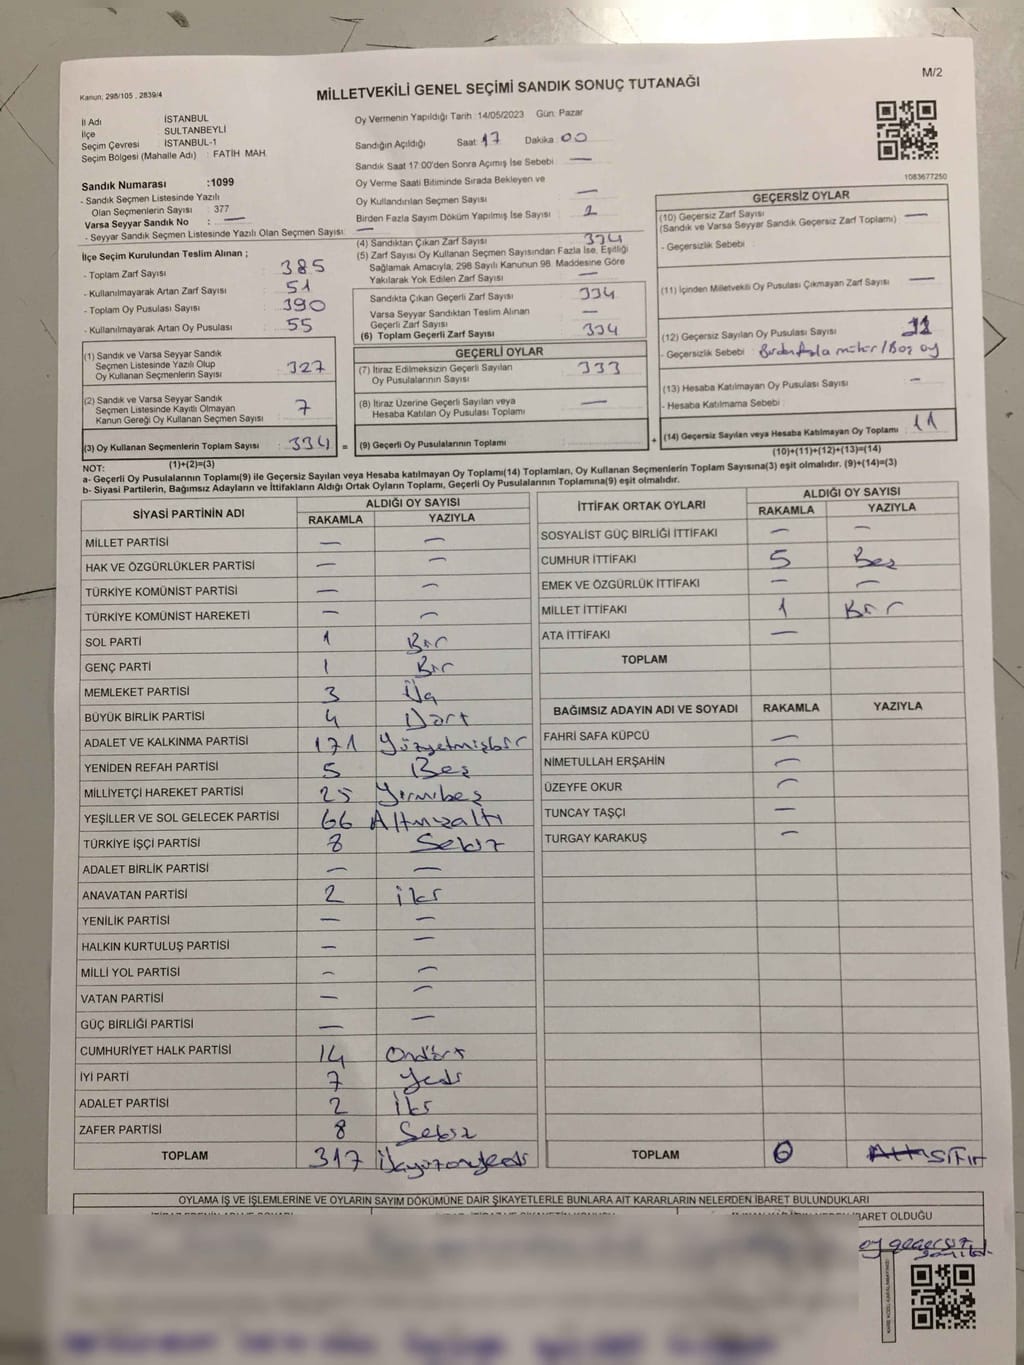 M/2
Kanun: 298/105 , 2839/4
MİLLETVEKİLİ GENEL SEÇİMİ SANDIK SONUÇ TUTANAĞI
İl Adı İSTANBUL
İlçe SULTANBEYLİ
Seçim Çevresi İSTANBUL-1
Seçim Bölgesi (Mahalle Adı) : FATİH MAH.
Sandık Numarası :1099
- Sandık Seçmen Listesinde Yazılı
Olan Seçmenlerin Sayısı : 377
Varsa Seyyar Sandık No : —
- Seyyar Sandık Seçmen Listesinde Yazılı Olan Seçmen Sayısı: —
İlçe Seçim Kurulundan Teslim Alınan ;
- Toplam Zarf Sayısı 385
- Kullanılmayarak Artan Zarf Sayısı 51
- Toplam Oy Pusulası Sayısı 390
- Kullanılmayarak Artan Oy Pusulası 55
(1) Sandık ve Varsa Seyyar Sandık
Seçmen Listesinde Yazılı Olup
Oy Kullanan Seçmenlerin Sayısı 327
(2) Sandık ve Varsa Seyyar Sandık
Seçmen Listesinde Kayıtlı Olmayan
Kanun Gereği Oy Kullanan Seçmen Sayısı 7
(3) Oy Kullanan Seçmenlerin Toplam Sayısı 334 =
(1)+(2)=(3)
Oy Vermenin Yapıldığı Tarih : 14/05/2023 Gün: Pazar
Sandığın Açıldığı Saat: 17 Dakika: 00
Sandık Saat 17:00'den Sonra Açımış İse Sebebi —
Oy Verme Saati Bitiminde Sırada Bekleyen ve
Oy Kullandırılan Seçmen Sayısı —
Birden Fazla Sayım Döküm Yapılmış İse Sayısı 2
(4) Sandıktan Çıkan Zarf Sayısı 334
(5) Zarf Sayısı Oy Kullanan Seçmen Sayısından Fazla İse, Eşitliği
Sağlamak Amacıyla, 298 Sayılı Kanunun 98. Maddesine Göre
Yakılarak Yok Edilen Zarf Sayısı —
Sandıkta Çıkan Geçerli Zarf Sayısı 334
Varsa Seyyar Sandıktan Teslim Alınan
Geçerli Zarf Sayısı —
(6) Toplam Geçerli Zarf Sayısı 334
GEÇERLİ OYLAR
(7) İtiraz Edilmeksizin Geçerli Sayılan
Oy Pusulalarının Sayısı 333
(8) İtiraz Üzerine Geçerli Sayılan veya
Hesaba Katılan Oy Pusulası Toplamı —
(9) Geçerli Oy Pusulalarının Toplamı +
1083677250
GEÇERSİZ OYLAR
(10) Geçersiz Zarf Sayısı —
(Sandık ve Varsa Seyyar Sandık Geçersiz Zarf Toplamı)
- Geçersizlik Sebebi :
(11) İçinden Milletvekili Oy Pusulası Çıkmayan Zarf Sayısı —
(12) Geçersiz Sayılan Oy Pusulası Sayısı 11
- Geçersizlik Sebebi : Birden fazla mühür/Boş oy
(13) Hesaba Katılmayan Oy Pusulası Sayısı —
- Hesaba Katılmama Sebebi :
(14) Geçersiz Sayılan veya Hesaba Katılmayan Oy Toplamı 11
(10)+(11)+(12)+(13)=(14)
NOT:
a- Geçerli Oy Pusulalarının Toplamı(9) ile Geçersiz Sayılan veya Hesaba katılmayan Oy Toplamı(14) Toplamları, Oy Kullanan Seçmenlerin Toplam Sayısına(3) eşit olmalıdır. (9)+(14)=(3)
b- Siyasi Partilerin, Bağımsız Adayların ve İttifakların Aldığı Ortak Oyların Toplamı, Geçerli Oy Pusulalarının Toplamına(9) eşit olmalıdır.
SİYASİ PARTİNİN ADI ALDIĞI OY SAYISI
RAKAMLA YAZIYLA
MİLLET PARTİSİ — —
HAK VE ÖZGÜRLÜKLER PARTİSİ — —
TÜRKİYE KOMÜNİST PARTİSİ — —
TÜRKİYE KOMÜNİST HAREKETİ — —
SOL PARTİ 1 Bir
GENÇ PARTİ 1 Bir
MEMLEKET PARTİSİ 3 Üç
BÜYÜK BİRLİK PARTİSİ 4 Dört
ADALET VE KALKINMA PARTİSİ 171 Yüzyetmişbir
YENİDEN REFAH PARTİSİ 5 Beş
MİLLİYETÇİ HAREKET PARTİSİ 25 Yirmibeş
YEŞİLLER VE SOL GELECEK PARTİSİ 66 Altmışaltı
TÜRKİYE İŞÇİ PARTİSİ 8 Sekiz
ADALET BİRLİK PARTİSİ — —
ANAVATAN PARTİSİ 2 iki
YENİLİK PARTİSİ — —
HALKIN KURTULUŞ PARTİSİ — —
MİLLİ YOL PARTİSİ — —
VATAN PARTİSİ — —
GÜÇ BİRLİĞİ PARTİSİ — —
CUMHURİYET HALK PARTİSİ 14 Ondört
İYİ PARTİ 7 Yedi
ADALET PARTİSİ 2 İki
ZAFER PARTİSİ 8 Sekiz
TOPLAM 317 Üçyüzonyedi
İTTİFAK ORTAK OYLARI ALDIĞI OY SAYISI
RAKAMLA YAZIYLA
SOSYALİST GÜÇ BİRLİĞİ İTTİFAKI — —
CUMHUR İTTİFAKI 5 Beş
EMEK VE ÖZGÜRLÜK İTTİFAKI — —
MİLLET İTTİFAKI 1 Bir
ATA İTTİFAKI —
TOPLAM
BAĞIMSIZ ADAYIN ADI VE SOYADI RAKAMLA YAZIYLA
FAHRİ SAFA KÜPCÜ —
NİMETULLAH ERŞAHİN —
ÜZEYFE OKUR —
TUNCAY TAŞÇI —
TURGAY KARAKUŞ —
TOPLAM 0 SIFIR
OYLAMA İŞ VE İŞLEMLERİNE VE OYLARIN SAYIM DÖKÜMÜNE DAİR ŞİKAYETLERLE BUNLARA AİT KARARLARIN NELERDEN İBARET BULUNDUKLARI
BARET OLDUĞU
oy geçersiz
sayıldı.